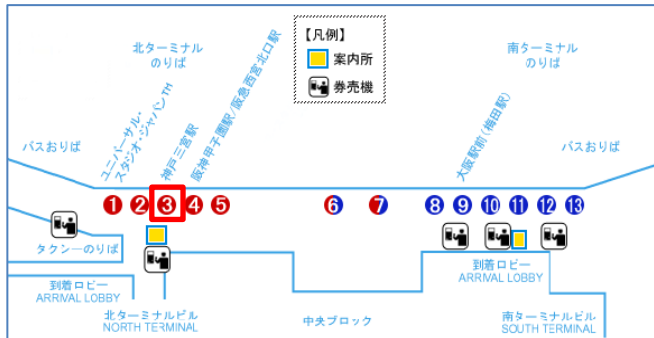 【凡例】
案内所
券売機
北ターミナル
のりば
南ターミナル
のりば
バスおりば
ユニバーサル・
スタジオ・ジャパンTH
神戸三宮駅
阪神甲子園駅/阪急西宮北口駅
大阪駅前(梅田駅)
バスおりば
1 2 3 4 5 6 7 8 9 10 11 12 13
タクシーのりば
到着ロビー
ARRIVAL LOBBY
北ターミナルビル
NORTH TERMINAL
中央ブロック
到着ロビー
ARRIVAL LOBBY
南ターミナルビル
SOUTH TERMINAL